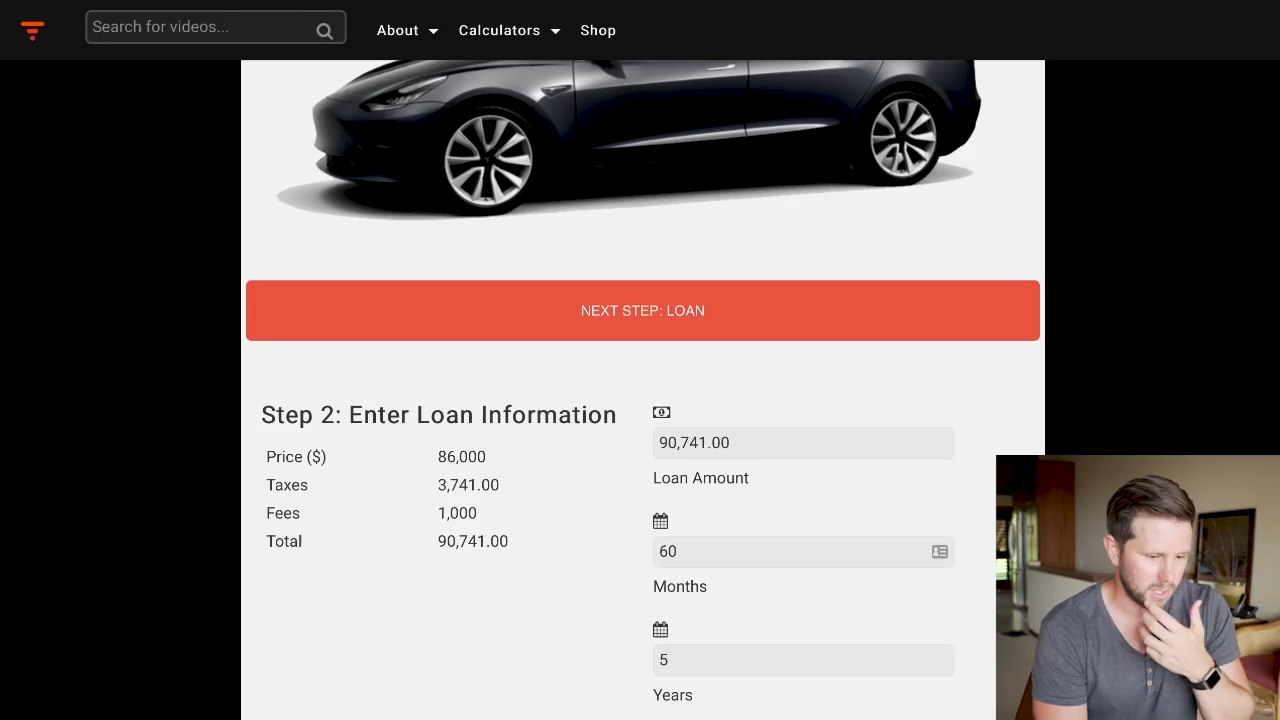 Search for videos...
About
Calculators
Shop
NEXT STEP: LOAN
Step 2: Enter Loan Information
Price ($) 86,000
Taxes 3,741.00
Fees 1,000
Total 90,741.00
90,741.00
Loan Amount
60
Months
5
Years